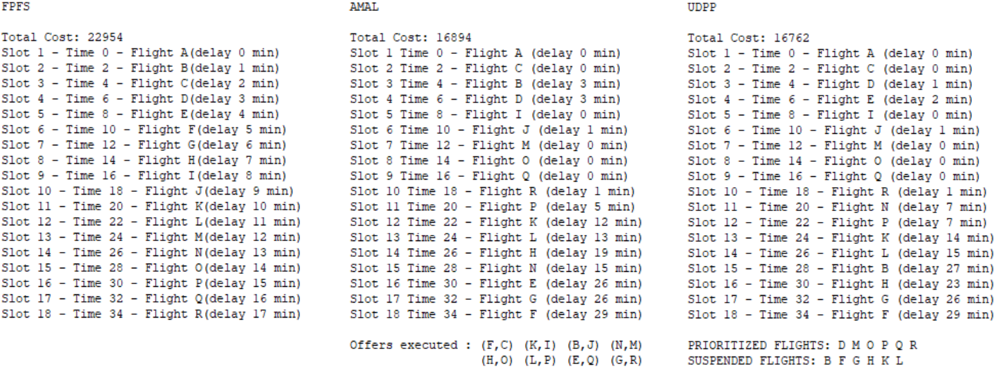 FPFS
Total Cost: 22954
Slot 1 - Time 0 - Flight A(delay 0 min)
Slot 2 - Time 2 - Flight B(delay 1 min)
Slot 3 - Time 4 - Flight C(delay 2 min)
Slot 4 - Time 6 - Flight D(delay 3 min)
Slot 5 - Time 8 - Flight E(delay 4 min)
Slot 6 - Time 10 - Flight F(delay 5 min)
Slot 7 - Time 12 - Flight G(delay 6 min)
Slot 8 - Time 14 - Flight H(delay 7 min)
Slot 9 - Time 16 - Flight I(delay 8 min)
Slot 10 - Time 18 - Flight J(delay 9 min)
Slot 11 - Time 20 - Flight K(delay 10 min)
Slot 12 - Time 22 - Flight L(delay 11 min)
Slot 13 - Time 24 - Flight M(delay 12 min)
Slot 14 - Time 26 - Flight N(delay 13 min)
Slot 15 - Time 28 - Flight O(delay 14 min)
Slot 16 - Time 30 - Flight P(delay 15 min)
Slot 17 - Time 32 - Flight Q(delay 16 min)
Slot 18 - Time 34 - Flight R(delay 17 min)
AMAL
Total Cost: 16894
Slot 1 Time 0 - Flight A (delay 0 min)
Slot 2 Time 2 - Flight C (delay 0 min)
Slot 3 Time 4 - Flight B (delay 3 min)
Slot 4 Time 6 - Flight D (delay 3 min)
Slot 5 Time 8 - Flight I (delay 0 min)
Slot 6 Time 10 - Flight J (delay 1 min)
Slot 7 Time 12 - Flight M (delay 0 min)
Slot 8 Time 14 - Flight O (delay 0 min)
Slot 9 Time 16 - Flight Q (delay 0 min)
Slot 10 Time 18 - Flight R (delay 1 min)
Slot 11 Time 20 - Flight P (delay 5 min)
Slot 12 Time 22 - Flight K (delay 12 min)
Slot 13 Time 24 - Flight L (delay 13 min)
Slot 14 Time 26 - Flight H (delay 19 min)
Slot 15 Time 28 - Flight N (delay 15 min)
Slot 16 Time 30 - Flight E (delay 26 min)
Slot 17 Time 32 - Flight G (delay 26 min)
Slot 18 Time 34 - Flight F (delay 29 min)
Offers executed : (F,C) (K,I) (B,J) (N,M)
(H,O) (L,P) (E,Q) (G,R)
UDPP
Total Cost: 16762
Slot 1 - Time 0 - Flight A (delay 0 min)
Slot 2 - Time 2 - Flight C (delay 0 min)
Slot 3 - Time 4 - Flight D (delay 1 min)
Slot 4 - Time 6 - Flight E (delay 2 min)
Slot 5 - Time 8 - Flight I (delay 0 min)
Slot 6 - Time 10 - Flight J (delay 1 min)
Slot 7 - Time 12 - Flight M (delay 0 min)
Slot 8 - Time 14 - Flight O (delay 0 min)
Slot 9 - Time 16 - Flight Q (delay 0 min)
Slot 10 - Time 18 - Flight R (delay 1 min)
Slot 11 - Time 20 - Flight N (delay 7 min)
Slot 12 - Time 22 - Flight P (delay 7 min)
Slot 13 - Time 24 - Flight K (delay 14 min)
Slot 14 - Time 26 - Flight L (delay 15 min)
Slot 15 - Time 28 - Flight B (delay 27 min)
Slot 16 - Time 30 - Flight H (delay 23 min)
Slot 17 - Time 32 - Flight G (delay 26 min)
Slot 18 - Time 34 - Flight F (delay 29 min)
PRIORITIZED FLIGHTS: D M O P Q R
SUSPENDED FLIGHTS: B F G H K L